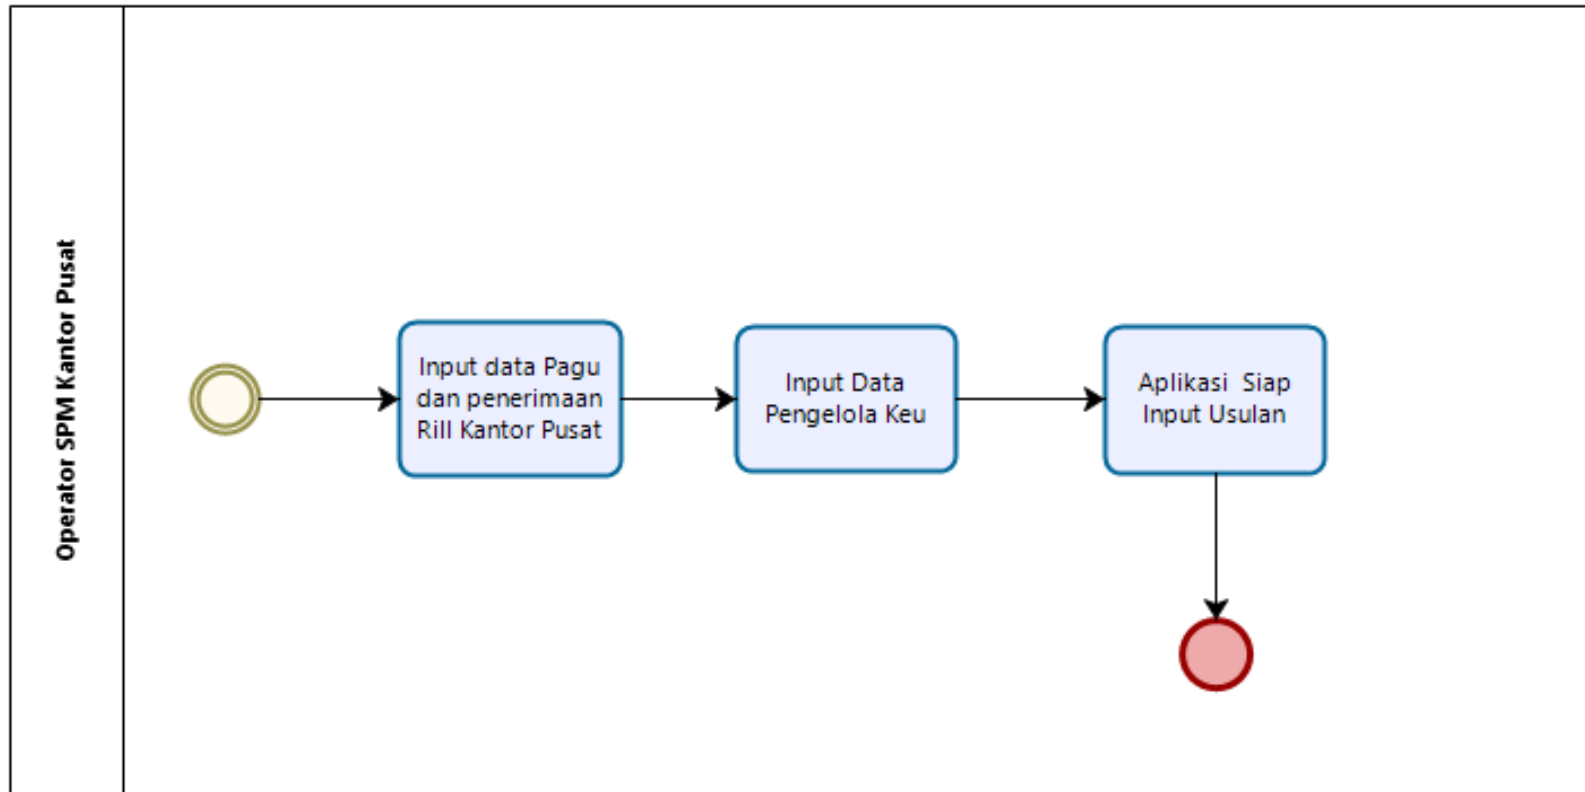 Operator SPM Kantor Pusat
Input data Pagu
dan penerimaan
Rill Kantor Pusat
Input Data
Pengelola Keu
Aplikasi  Siap
Input Usulan